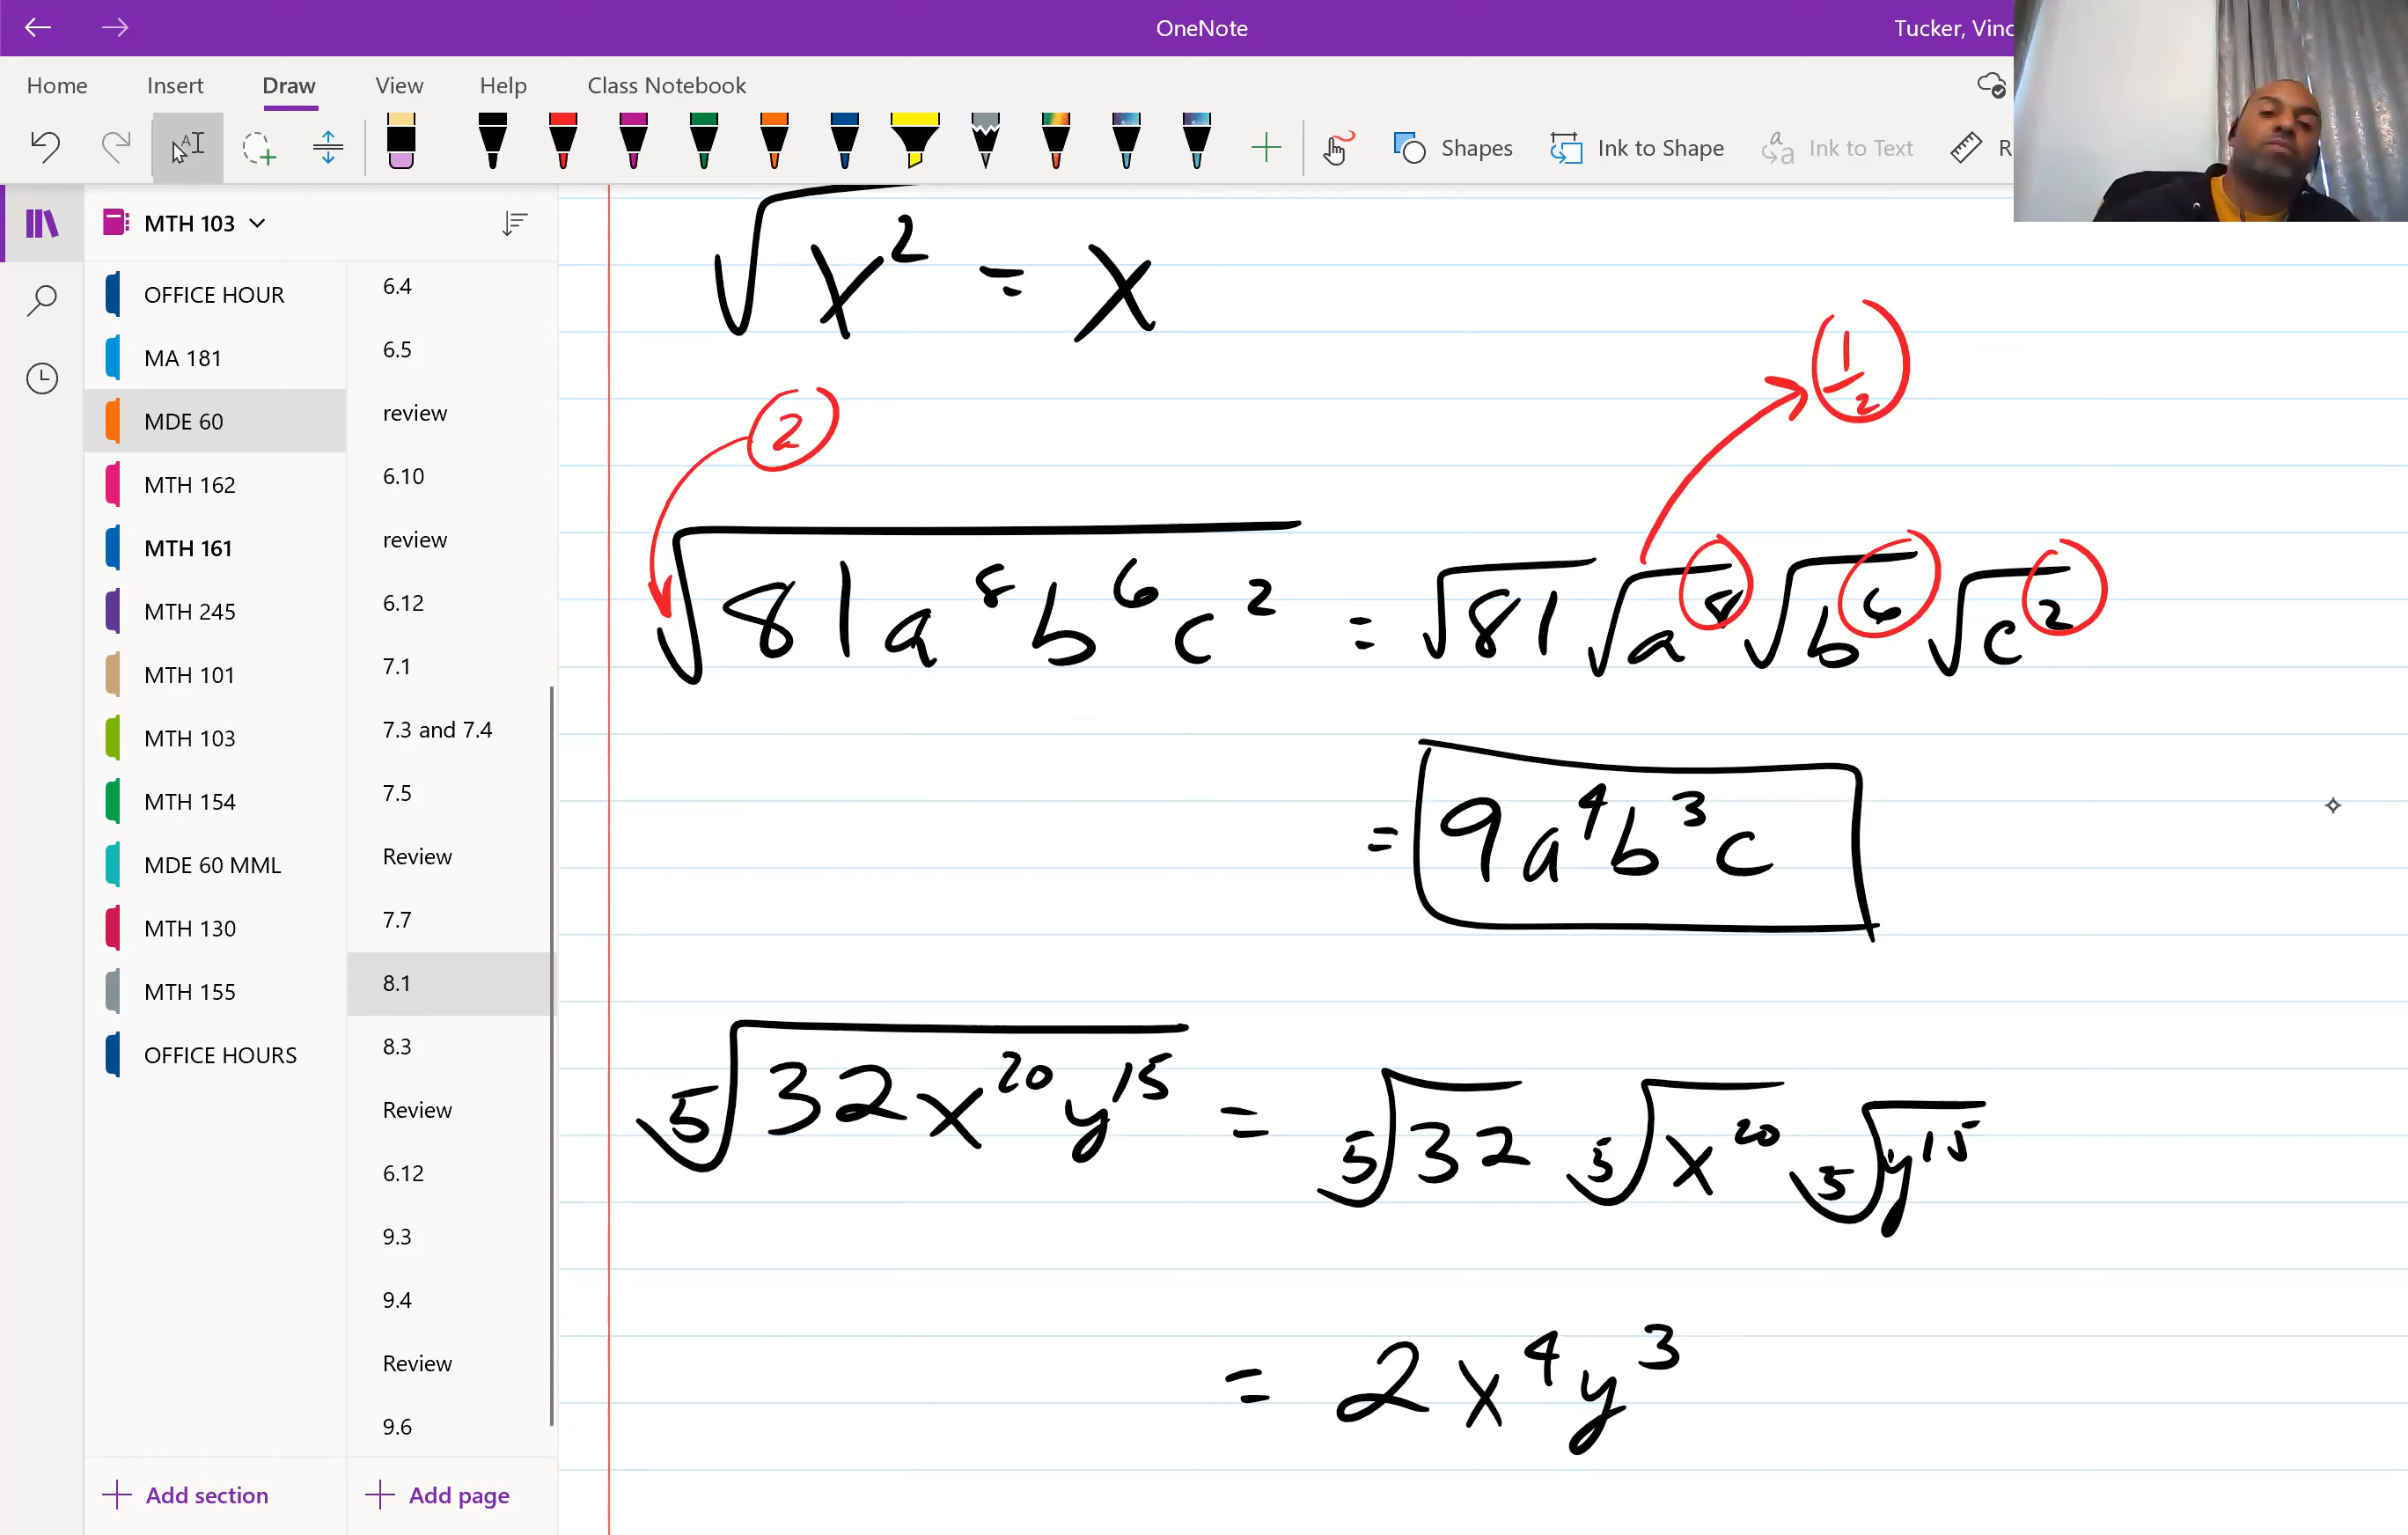 OneNote
Tucker, Vinc
Home Insert Draw View Help Class Notebook
Shapes Ink to Shape Ink to Text R
MTH 103
OFFICE HOUR
MA 181
MDE 60
MTH 162
MTH 161
MTH 245
MTH 101
MTH 103
MTH 154
MDE 60 MML
MTH 130
MTH 155
OFFICE HOURS
Add section
6.4
6.5
review
6.10
review
6.12
7.1
7.3 and 7.4
7.5
Review
7.7
8.1
8.3
Review
6.12
9.3
9.4
Review
9.6
Add page
√x² = x
2
1/2
√81a⁸b⁶c² = √81 √a⁸ √b⁶ √c²
= 9a⁴b³c
⁵√32x²⁰y¹⁵ = ⁵√32 ⁵√x²⁰ ⁵√y¹⁵
= 2x⁴y³